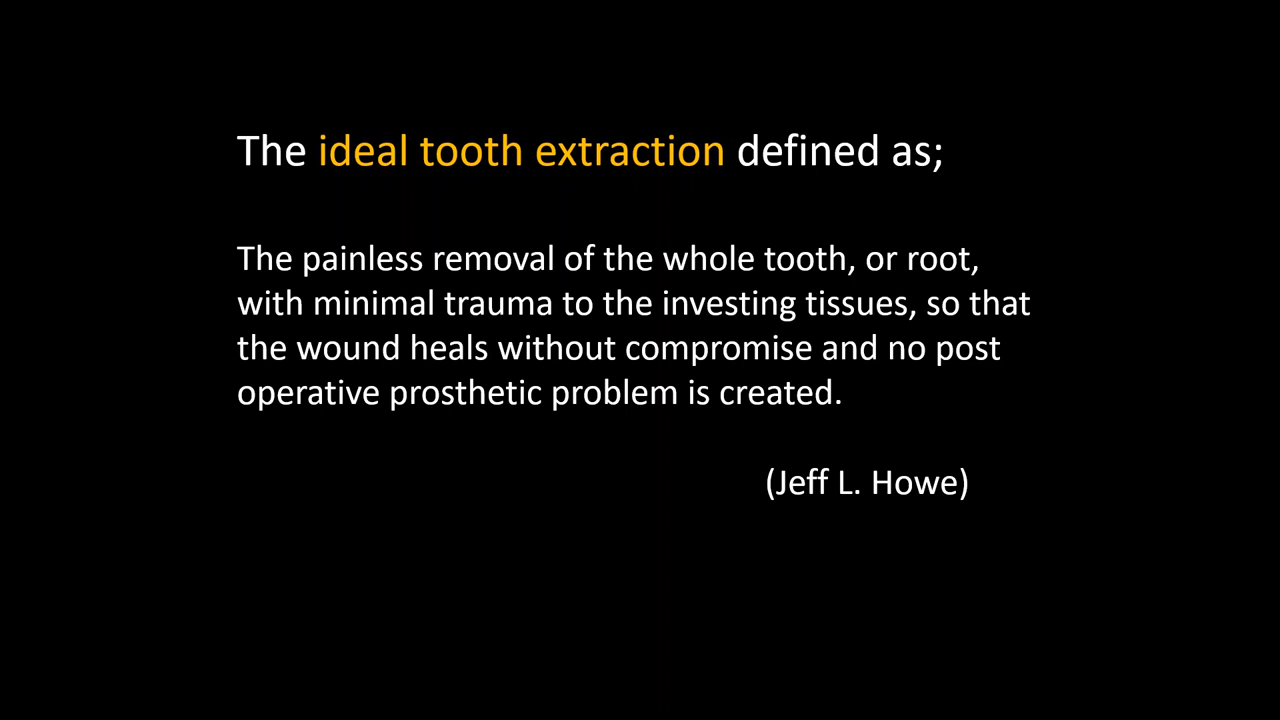 The ideal tooth extraction defined as;
The painless removal of the whole tooth, or root,
with minimal trauma to the investing tissues, so that
the wound heals without compromise and no post
operative prosthetic problem is created.
(Jeff L. Howe)